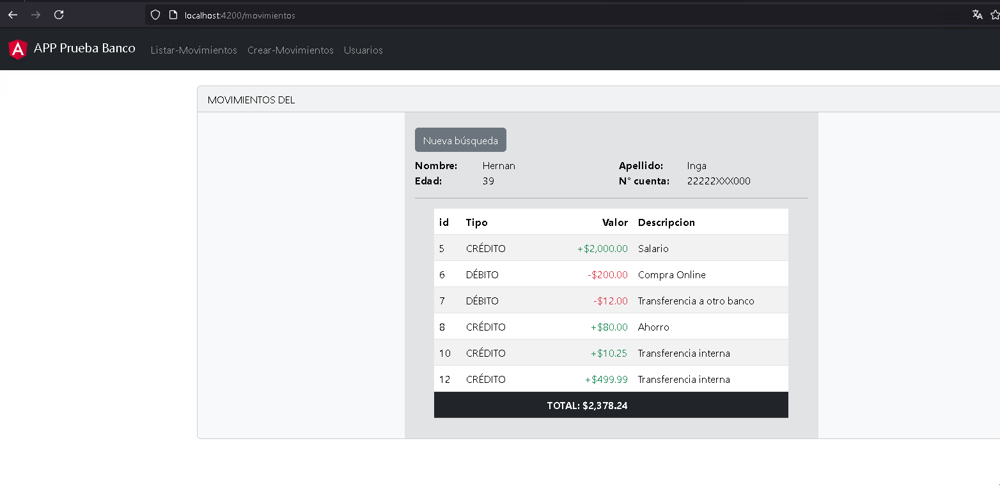 localhost:4200/movimientos
APP Prueba Banco Listar-Movimientos Crear-Movimientos Usuarios
MOVIMIENTOS DEL
Nueva búsqueda
Nombre: Hernan Apellido: Inga
Edad: 39 N° cuenta: 22222XXX000
id Tipo Valor Descripcion
5 CRÉDITO +$2,000.00 Salario
6 DÉBITO -$200.00 Compra Online
7 DÉBITO -$12.00 Transferencia a otro banco
8 CRÉDITO +$80.00 Ahorro
10 CRÉDITO +$10.25 Transferencia interna
12 CRÉDITO +$499.99 Transferencia interna
TOTAL: $2,378.24